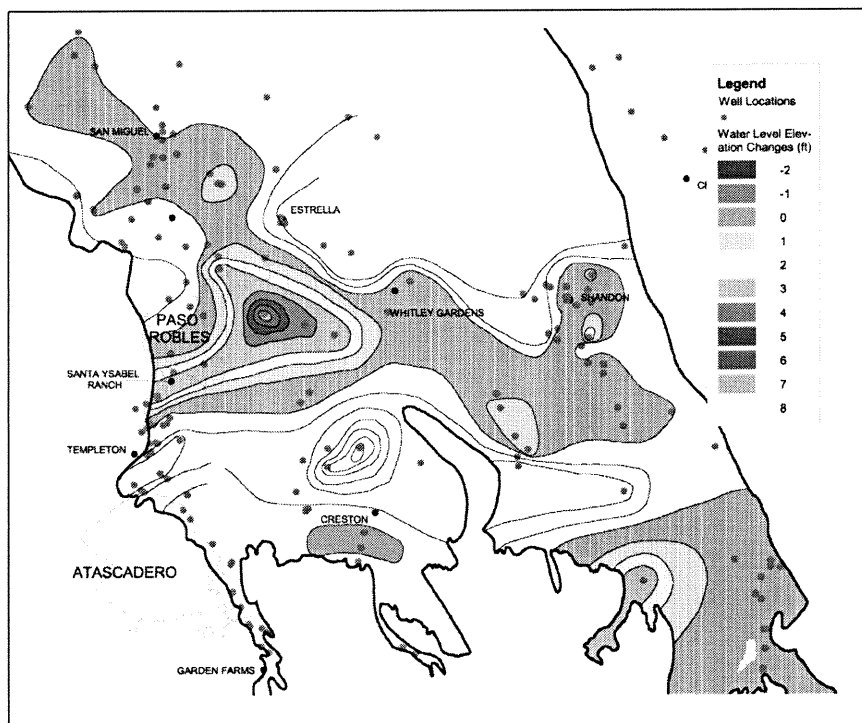 Legend
Well Locations
Water Level Elev-
ation Changes (ft)
-2
-1
0
1
2
3
4
5
6
7
8
SAN MIGUEL
ESTRELLA
PASO
ROBLES
WHITLEY GARDENS
SHANDON
SANTA YSABEL
RANCH
TEMPLETON
CRESTON
ATASCADERO
GARDEN FARMS